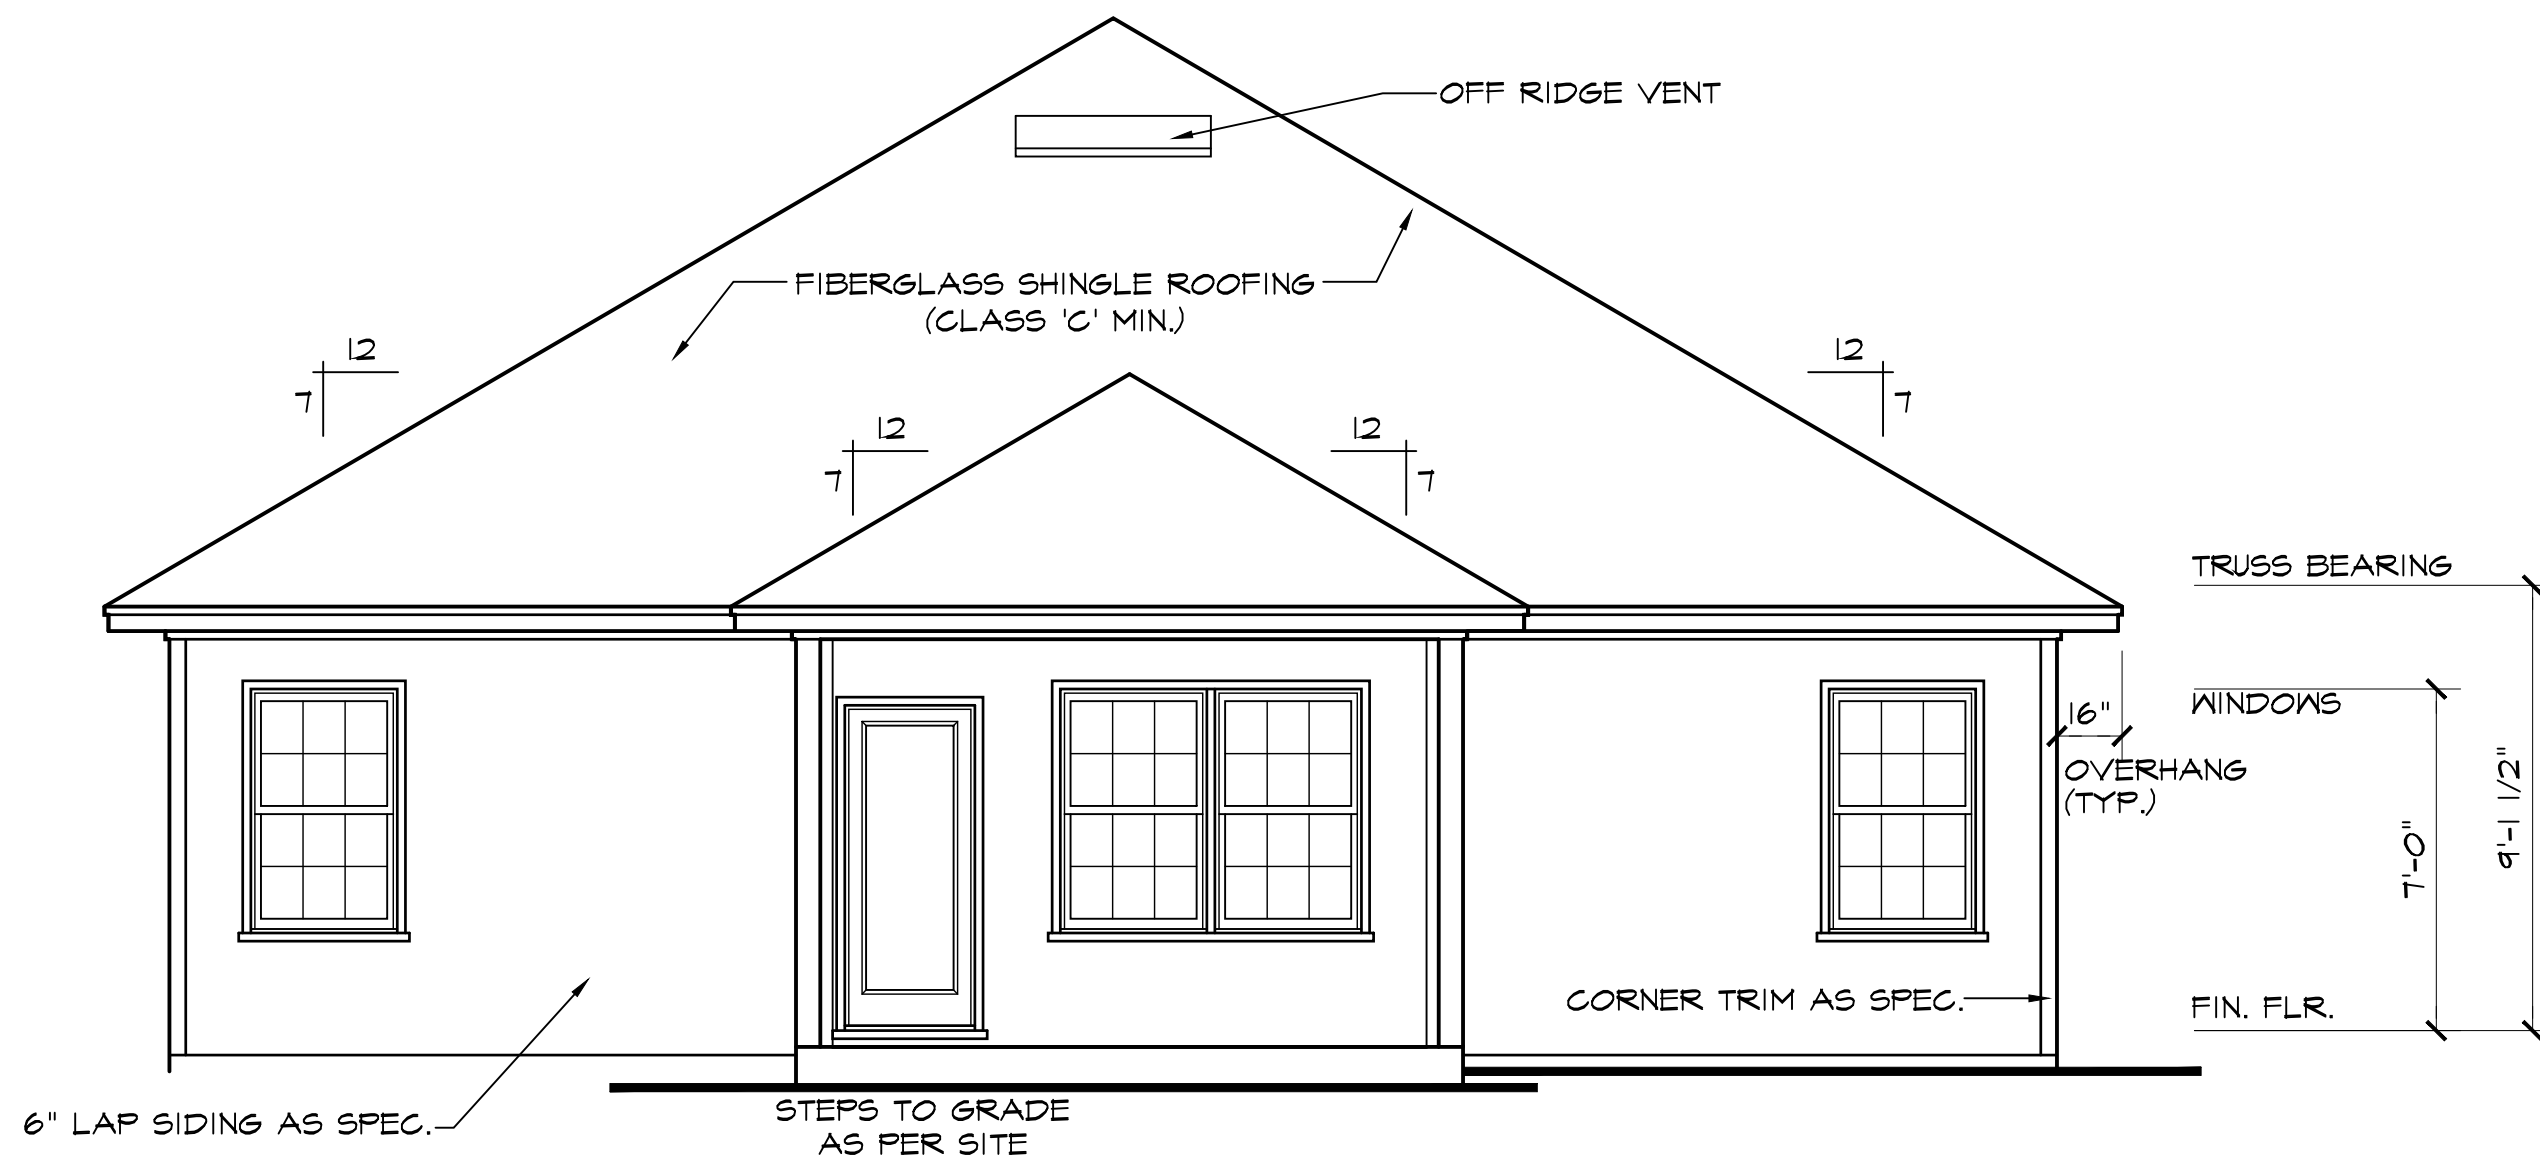 OFF RIDGE VENT
FIBERGLASS SHINGLE ROOFING
(CLASS 'C' MIN.)
12
7
12
7
12
7
12
7
TRUSS BEARING
WINDOWS
16"
OVERHANG
(TYP.)
7'-0"
9'-1 1/2"
CORNER TRIM AS SPEC.
FIN. FLR.
6" LAP SIDING AS SPEC.
STEPS TO GRADE
AS PER SITE